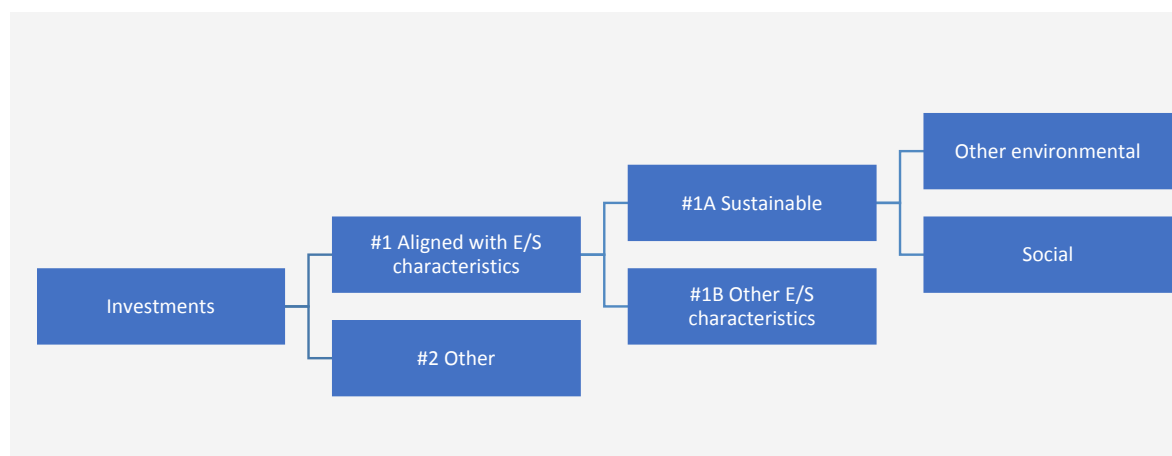 Investments
#1 Aligned with E/S
characteristics
#2 Other
#1A Sustainable
#1B Other E/S
characteristics
Other environmental
Social